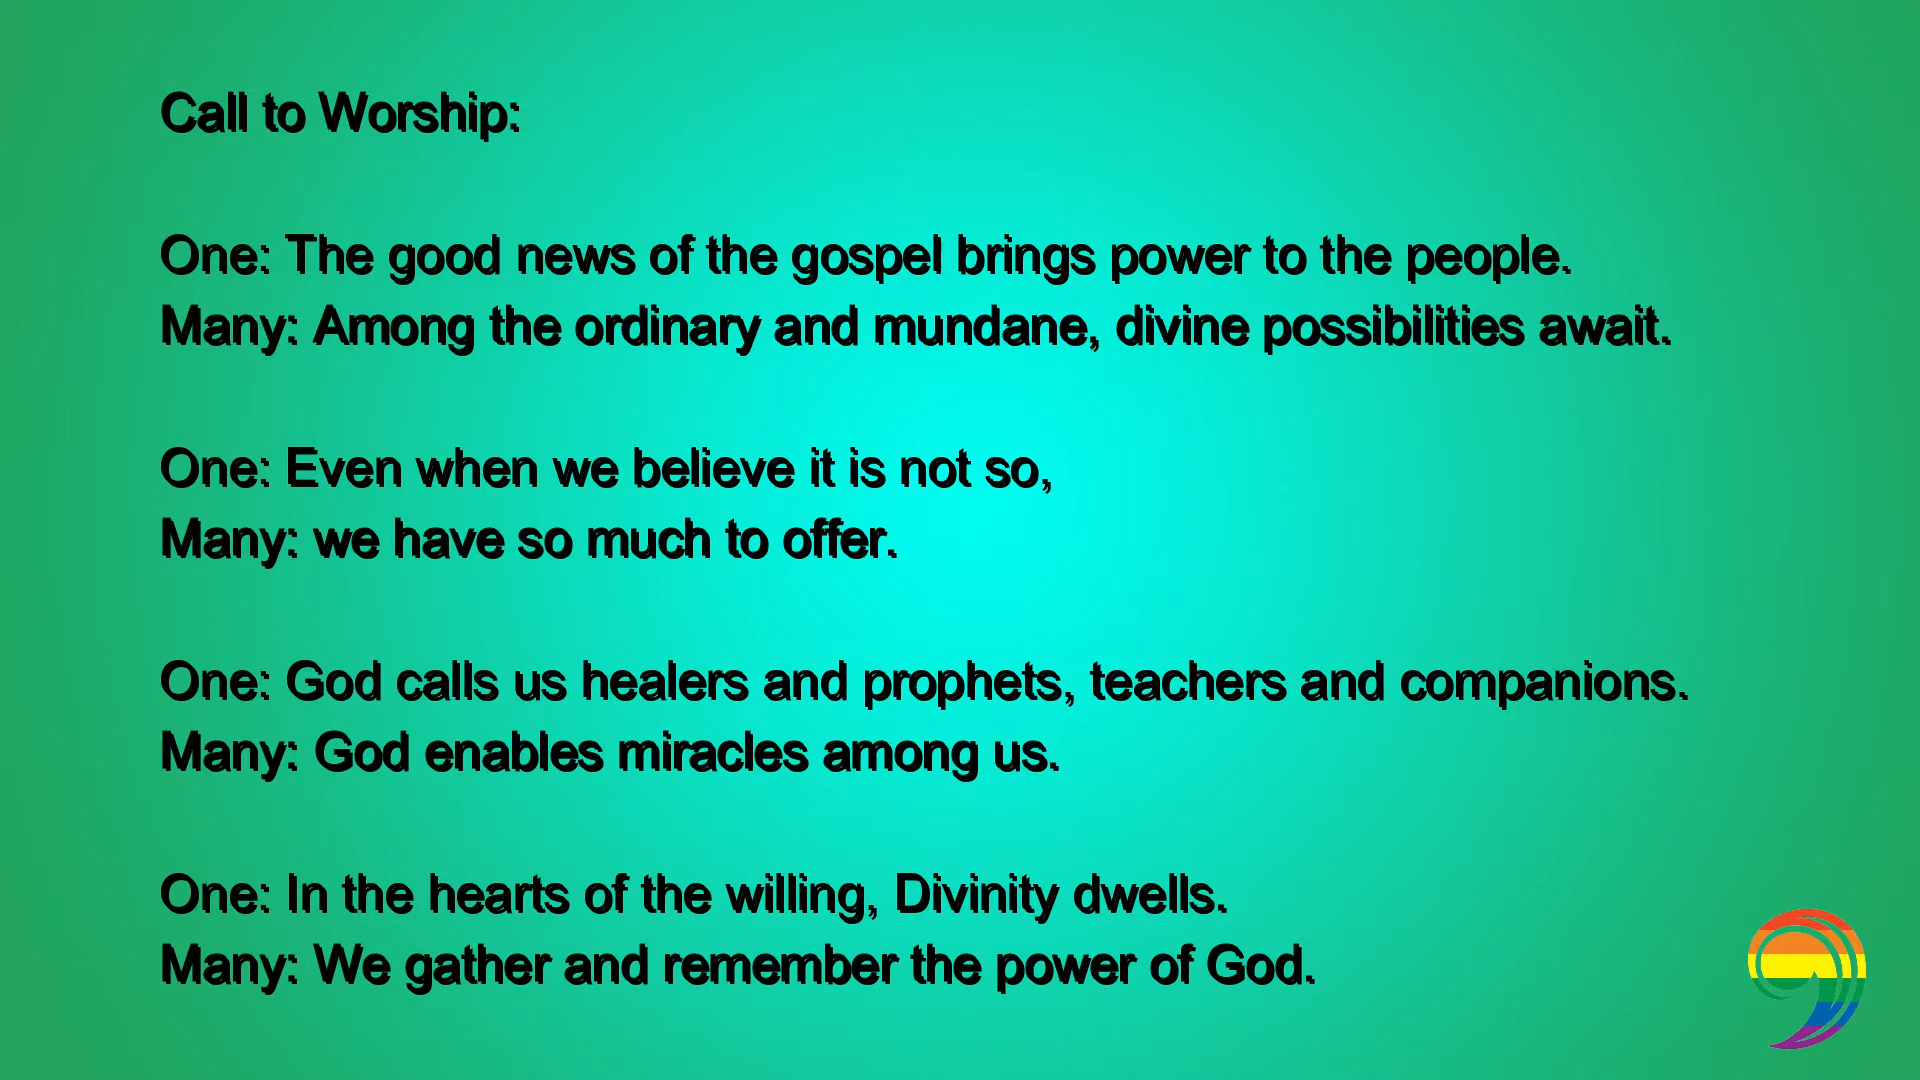 Call to Worship:
One: The good news of the gospel brings power to the people.
Many: Among the ordinary and mundane, divine possibilities await.
One: Even when we believe it is not so,
Many: we have so much to offer.
One: God calls us healers and prophets, teachers and companions.
Many: God enables miracles among us.
One: In the hearts of the willing, Divinity dwells.
Many: We gather and remember the power of God.